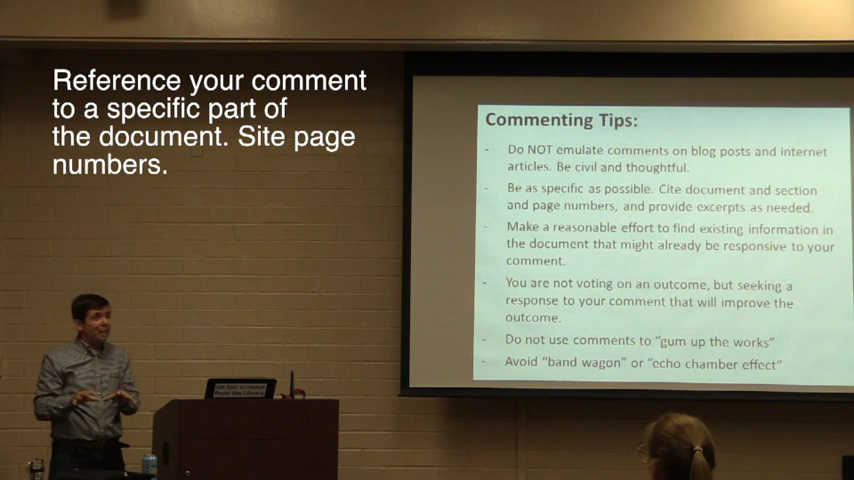 Reference your comment
to a specific part of
the document. Site page
numbers.
Commenting Tips:
- Do NOT emulate comments on blog posts and internet
articles. Be civil and thoughtful.
- Be as specific as possible. Cite document and section
and page numbers, and provide excerpts as needed.
- Make a reasonable effort to find existing information in
the document that might already be responsive to your
comment.
- You are not voting on an outcome, but seeking a
response to your comment that will improve the
outcome.
- Do not use comments to "gum up the works"
- Avoid "band wagon" or "echo chamber effect"
From the Library